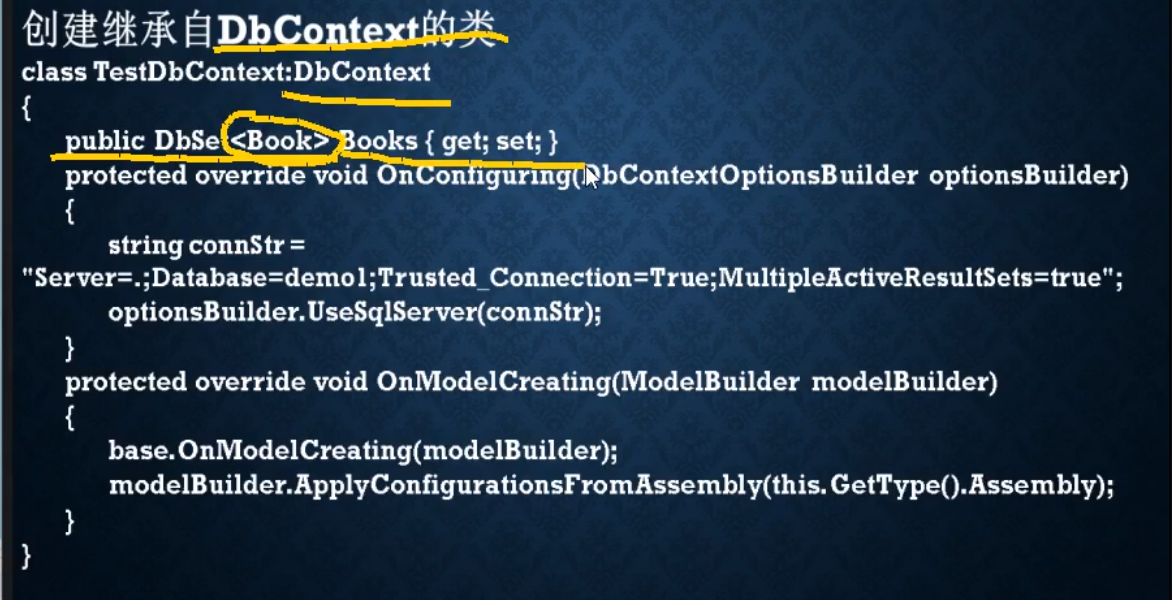 创建继承自DbContext的类
class TestDbContext:DbContext
{
public DbSe<Book> Books { get; set; }
protected override void OnConfiguring(DbContextOptionsBuilder optionsBuilder)
{
string connStr =
"Server=.;Database=demo1;Trusted_Connection=True;MultipleActiveResultSets=true";
optionsBuilder.UseSqlServer(connStr);
}
protected override void OnModelCreating(ModelBuilder modelBuilder)
{
base.OnModelCreating(modelBuilder);
modelBuilder.ApplyConfigurationsFromAssembly(this.GetType().Assembly);
}
}